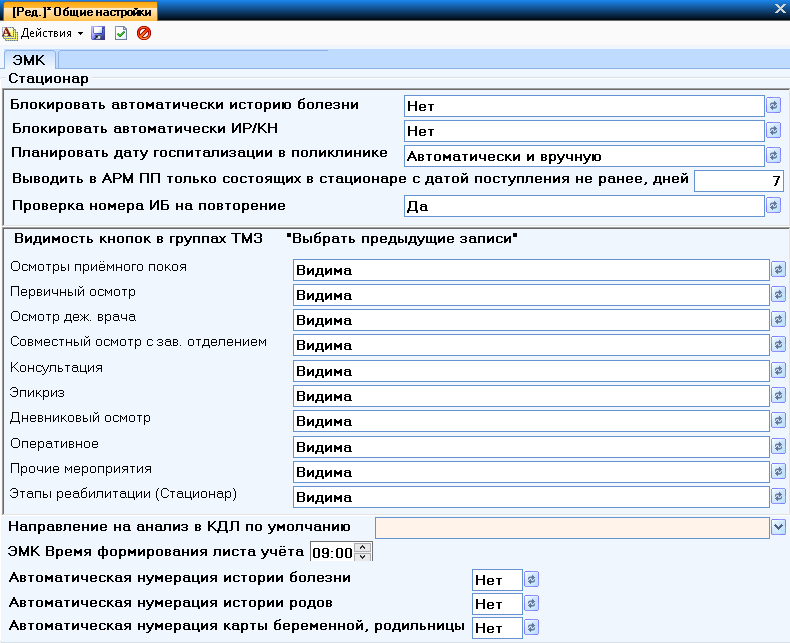 [Ред.]* Общие настройки
Действия
ЭМК
Стационар
Блокировать автоматически историю болезни Нет
Блокировать автоматически ИР/КН Нет
Планировать дату госпитализации в поликлинике Автоматически и вручную
Выводить в АРМ ПП только состоящих в стационаре с датой поступления не ранее, дней 7
Проверка номера ИБ на повторение Да
Видимость кнопок в группах ТМЗ "Выбрать предыдущие записи"
Осмотры приёмного покоя Видима
Первичный осмотр Видима
Осмотр деж. врача Видима
Совместный осмотр с зав. отделением Видима
Консультация Видима
Эпикриз Видима
Дневниковый осмотр Видима
Оперативное Видима
Прочие мероприятия Видима
Этапы реабилитации (Стационар) Видима
Направление на анализ в КДЛ по умолчанию
ЭМК Время формирования листа учёта 09:00
Автоматическая нумерация истории болезни Нет
Автоматическая нумерация истории родов Нет
Автоматическая нумерация карты беременной, родильницы Нет